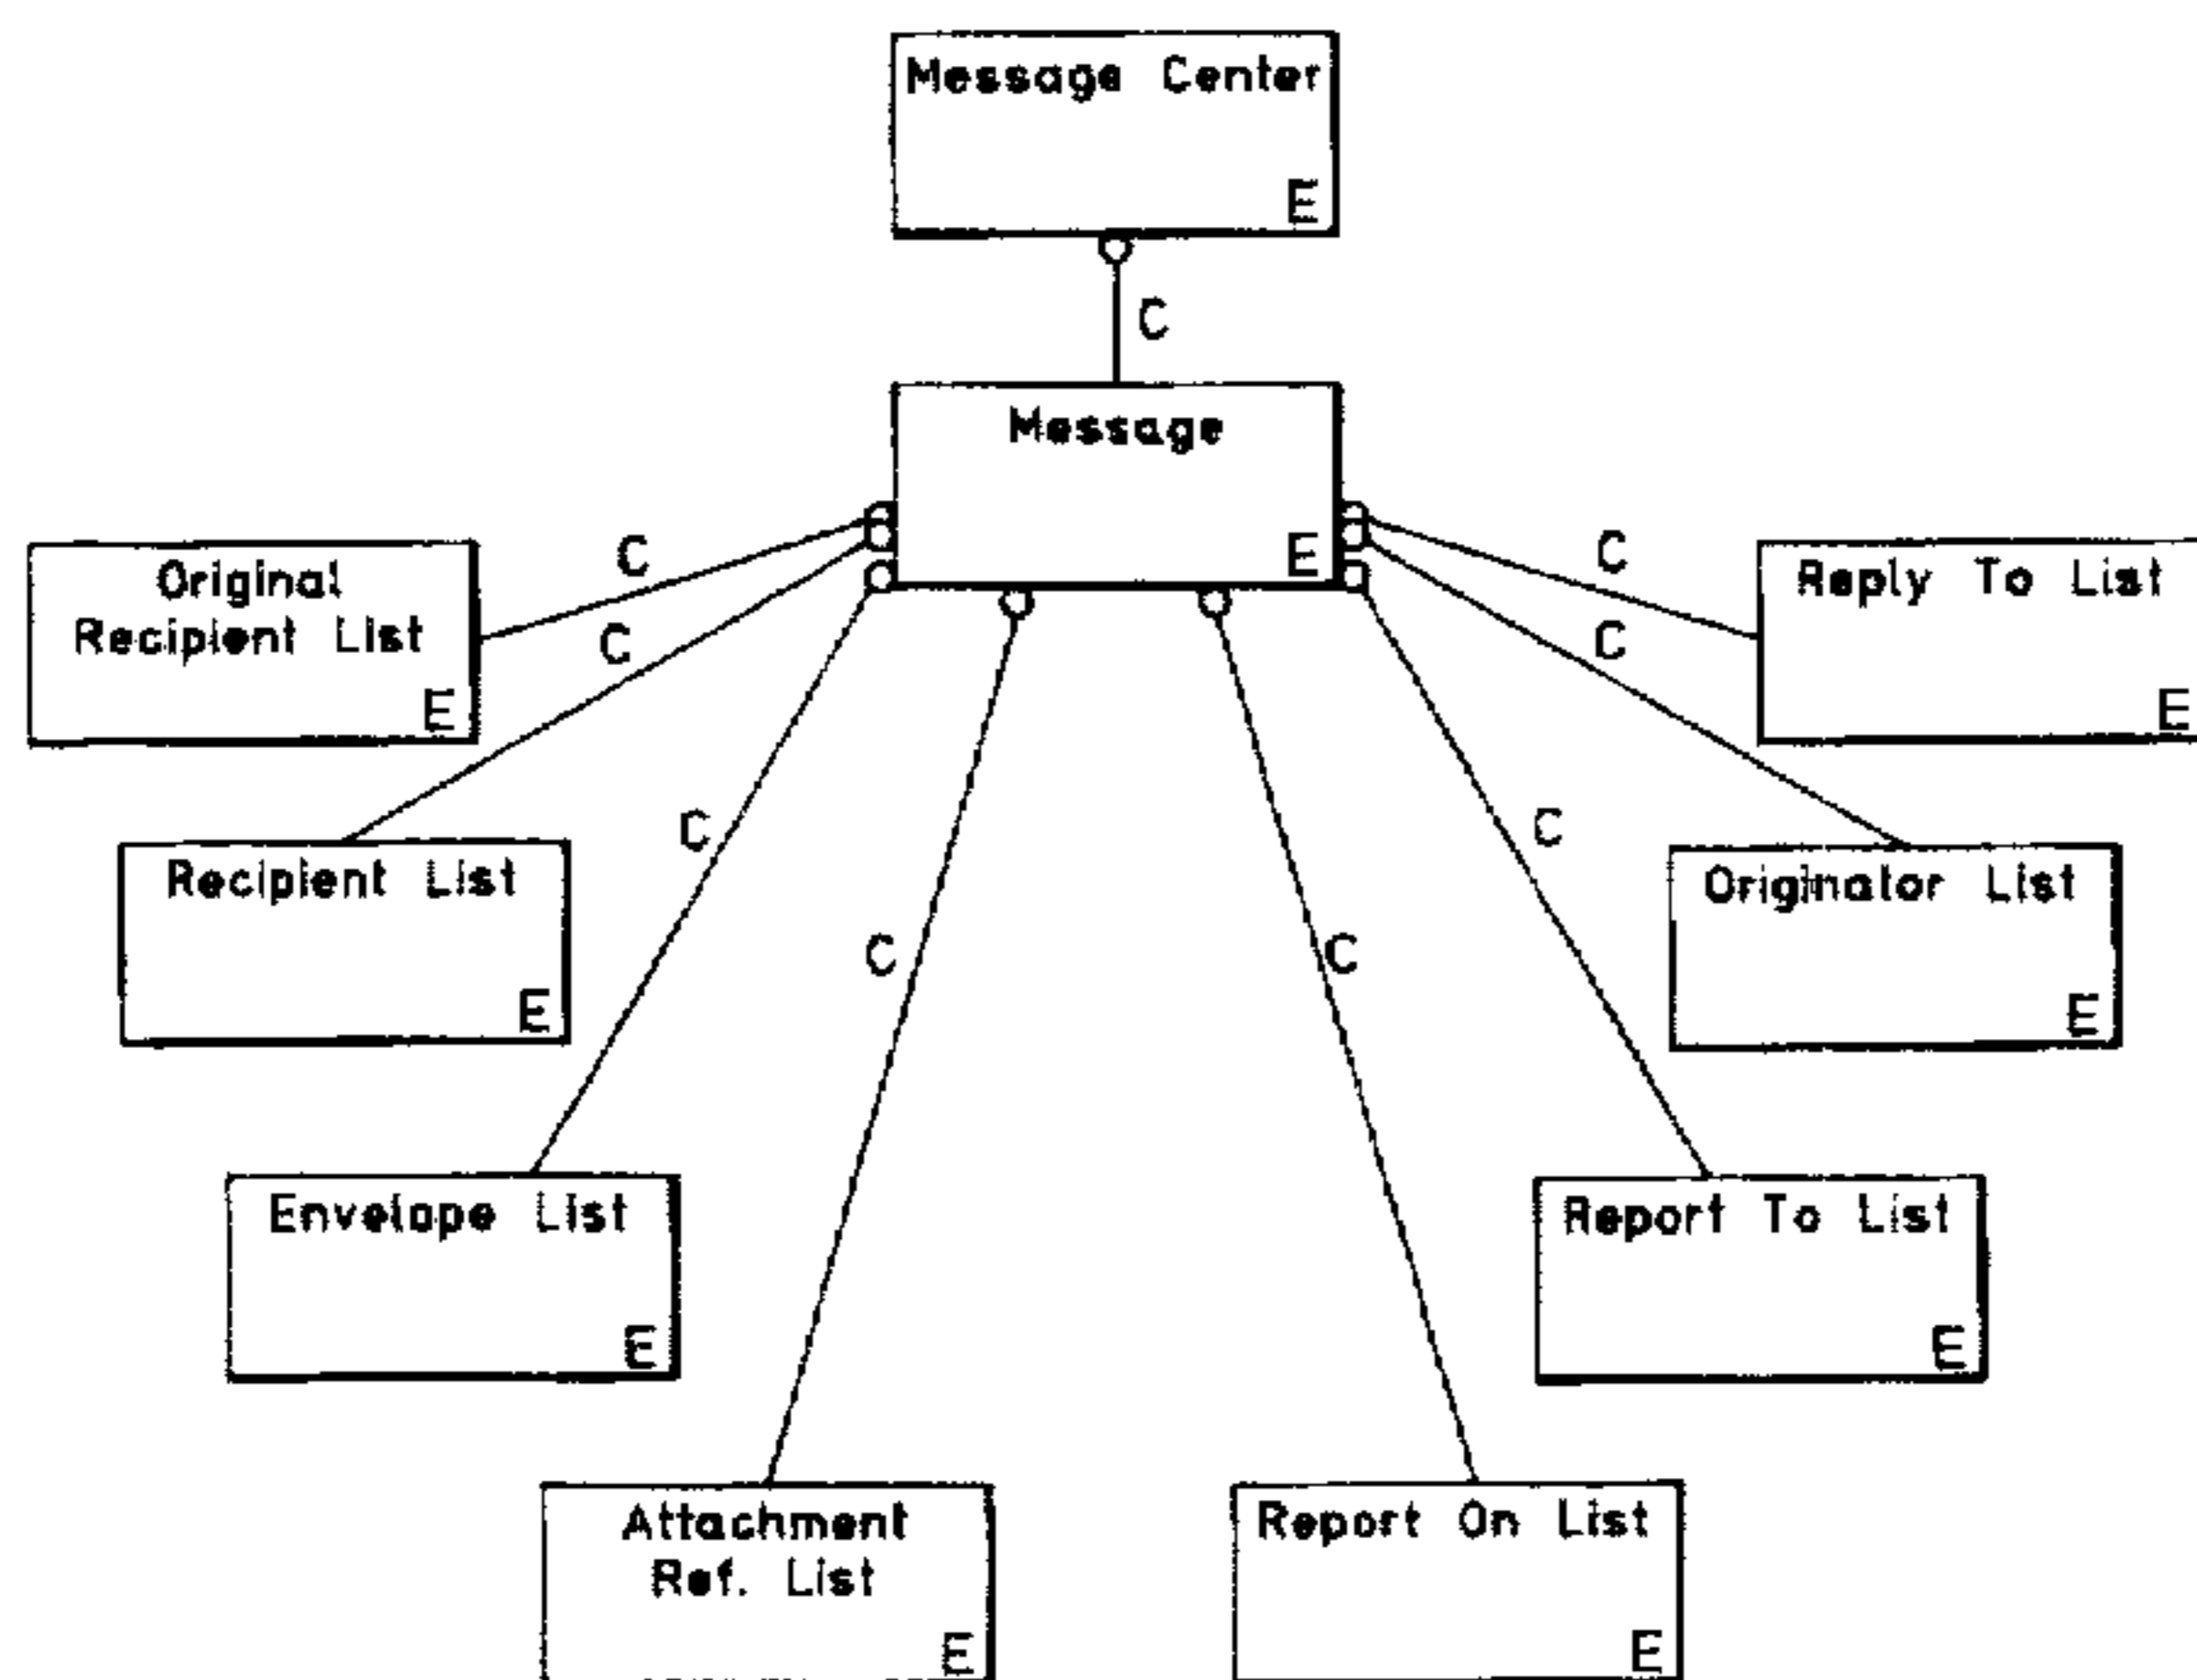 Message Center
E
C
Message
E
C
C
Original
Recipient List
E
C
Reply To List
E
C
C
Recipient List
E
C
Originator List
E
C
C
Envelope List
E
Report To List
E
Attachment
Ref. List
E
Report On List
E